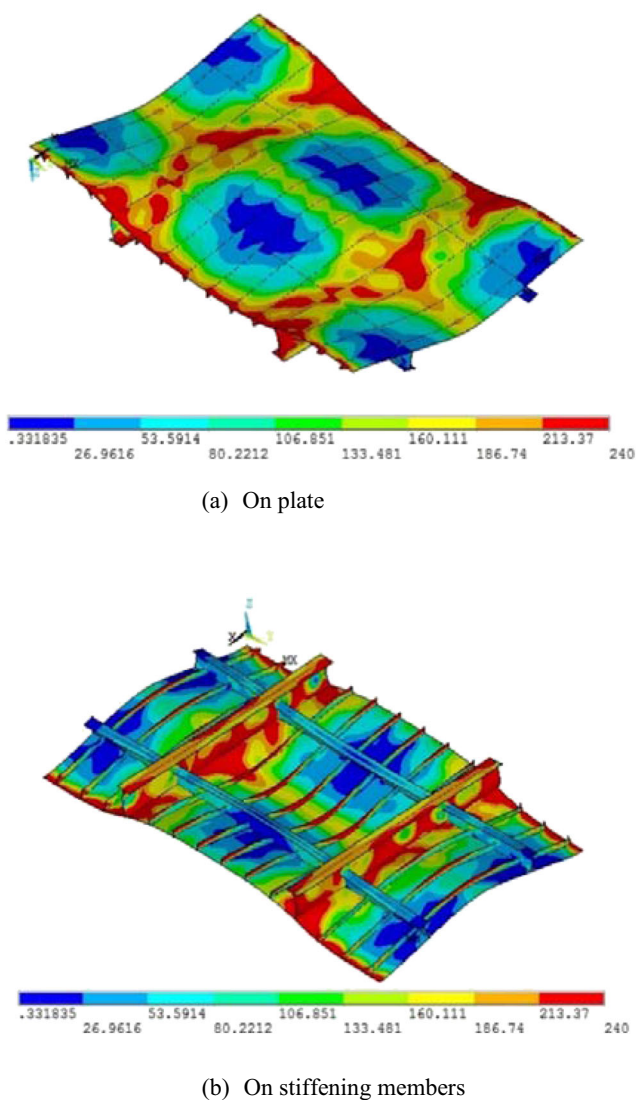 MX
.331835 53.5914 106.851 160.111 213.37
26.9616 80.2212 133.481 186.74 240
(a) On plate
Z
X Y
MX
.331835 53.5914 106.851 160.111 213.37
26.9616 80.2212 133.481 186.74 240
(b) On stiffening members